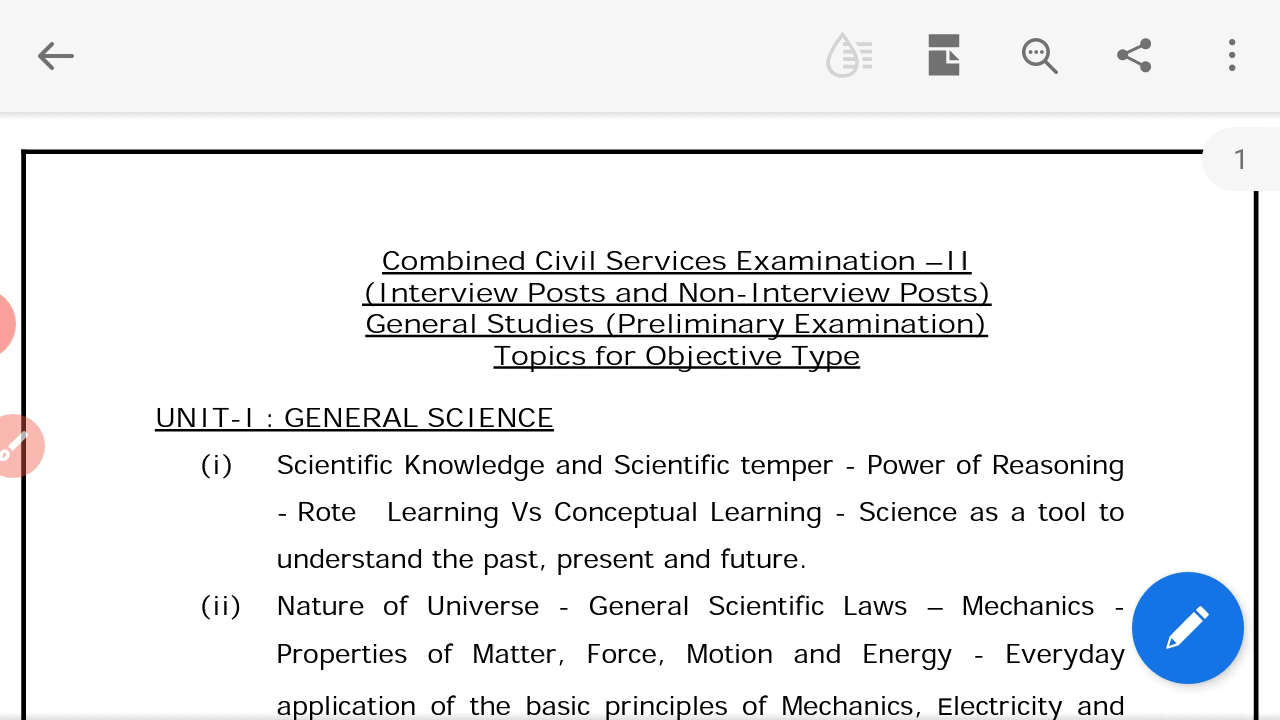 1
Combined Civil Services Examination –II
(Interview Posts and Non-Interview Posts)
General Studies (Preliminary Examination)
Topics for Objective Type
UNIT-I : GENERAL SCIENCE
(i) Scientific Knowledge and Scientific temper - Power of Reasoning
- Rote Learning Vs Conceptual Learning - Science as a tool to
understand the past, present and future.
(ii) Nature of Universe - General Scientific Laws – Mechanics -
Properties of Matter, Force, Motion and Energy - Everyday
application of the basic principles of Mechanics, Electricity and